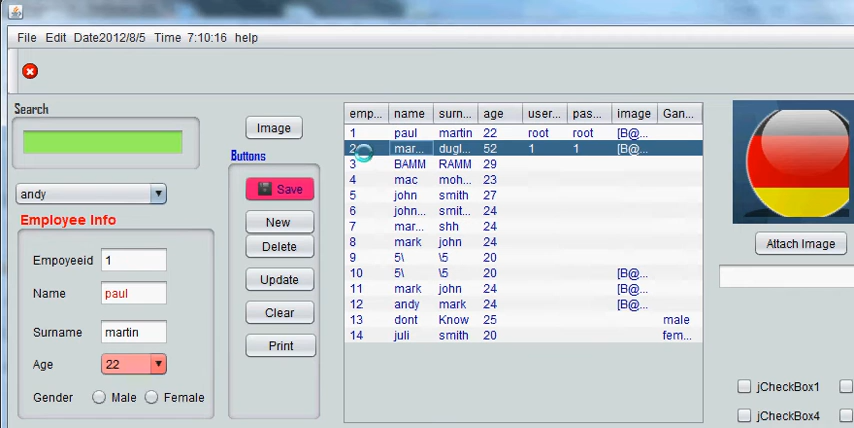 File Edit Date2012/8/5 Time 7:10:16 help
Search
andy
Employee Info
Empoyeeid 1
Name paul
Surname martin
Age 22
Gender Male Female
Image
Buttons
Save
New
Delete
Update
Clear
Print
emp... name surn... age user... pas... image Gan...
1 paul martin 22 root root [B@...
2 mar... dugl... 52 1 1 [B@...
3 BAMM RAMM 29
4 mac moh... 23
5 john smith 27
6 john... smit... 24
7 mar... shh 24
8 mark john 24
9 5\ \5 20
10 5\ \5 20 [B@...
11 mark john 24 [B@...
12 andy mark 24 [B@...
13 dont Know 25 male
14 juli smith 20 fem...
Attach Image
jCheckBox1
jCheckBox4